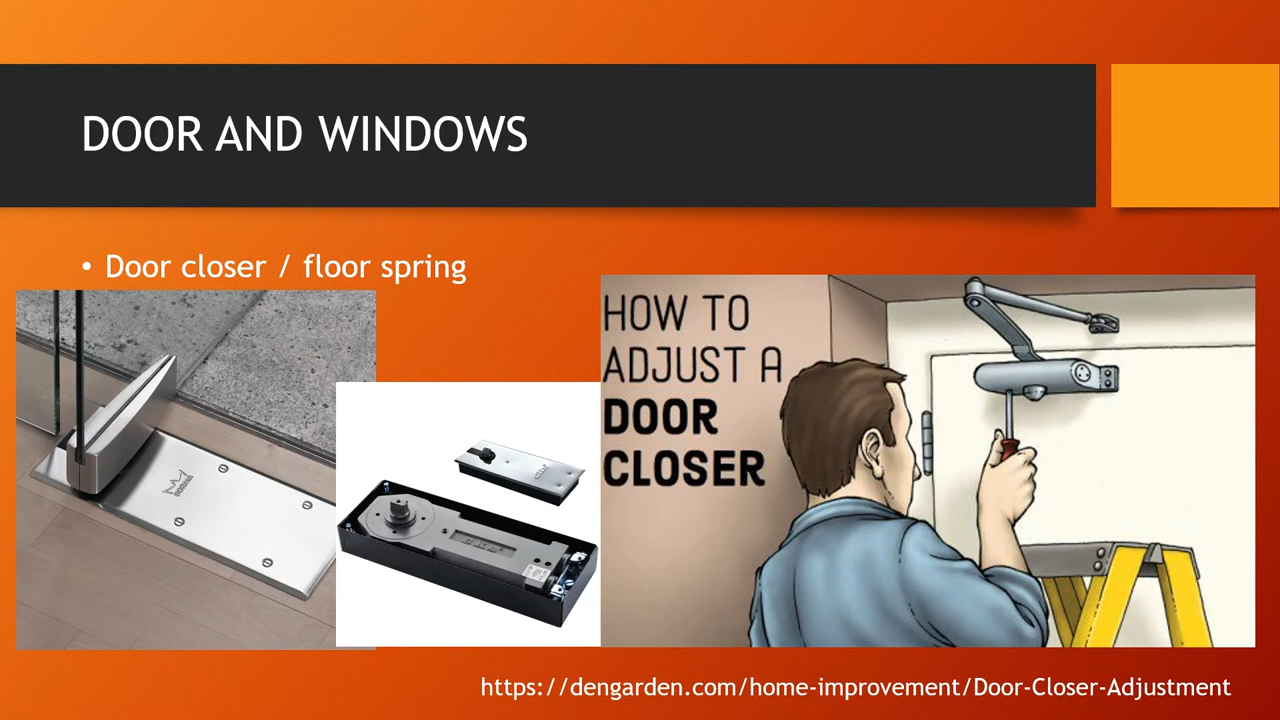 DOOR AND WINDOWS
• Door closer / floor spring
HOW TO
ADJUST A
DOOR
CLOSER
https://dengarden.com/home-improvement/Door-Closer-Adjustment